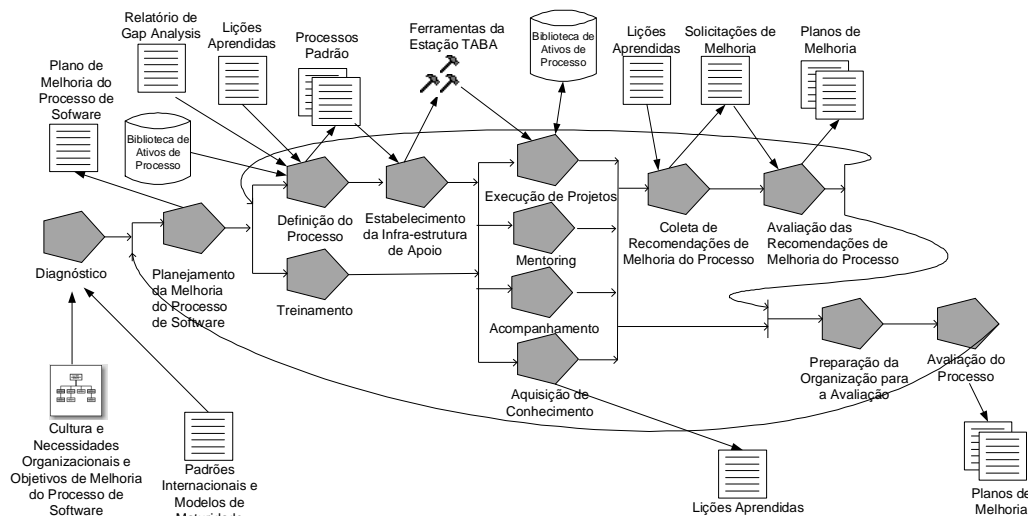 Relatório de
Gap Analysis
Lições
Aprendidas
Processos
Padrão
Ferramentas da
Estação TABA
Biblioteca de
Ativos de
Processo
Lições
Aprendidas
Solicitações de
Melhoria
Planos de
Melhoria
Plano de
Melhoria do
Processo de
Sofware
Biblioteca de
Ativos de
Processo
Definição do
Processo
Estabelecimento
da Infra-estrutura
de Apoio
Execução de Projetos
Coleta de
Recomendações de
Melhoria do Processo
Avaliação das
Recomendações de
Melhoria do Processo
Diagnóstico
Planejamento
da Melhoria
do Processo
de Software
Treinamento
Mentoring
Acompanhamento
Aquisição de
Conhecimento
Preparação da
Organização para
a Avaliação
Avaliação do
Processo
Cultura e
Necessidades
Organizacionais e
Objetivos de Melhoria
do Processo de
Software
Padrões
Internacionais e
Modelos de
Lições Aprendidas
Planos de
Melhoria